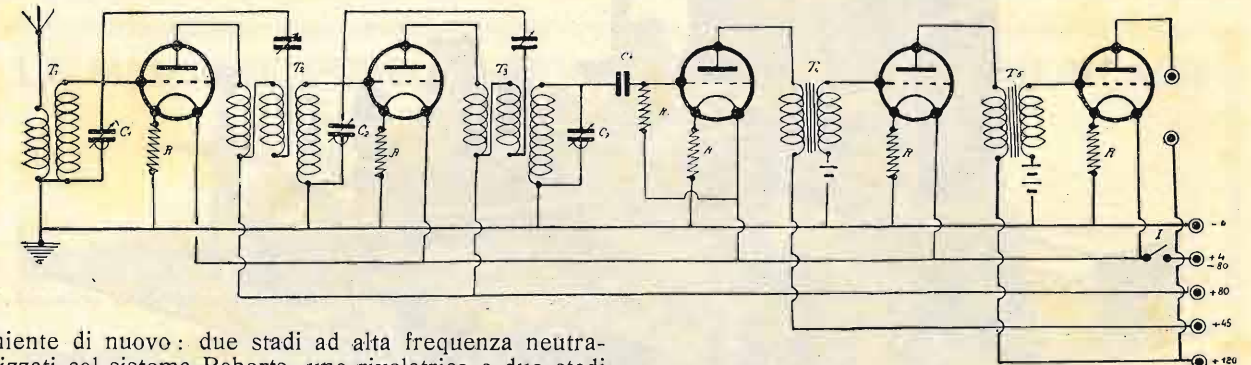 T1
C1
R
T2
C2
R
T3
C3
R
T4
R
T5
R
I
- 4
+4
-80
+80
+45
+120
niente di nuovo: due stadi ad alta frequenza neutra-
lizzati col sistema Roberts, una rivelatrice e due stadi